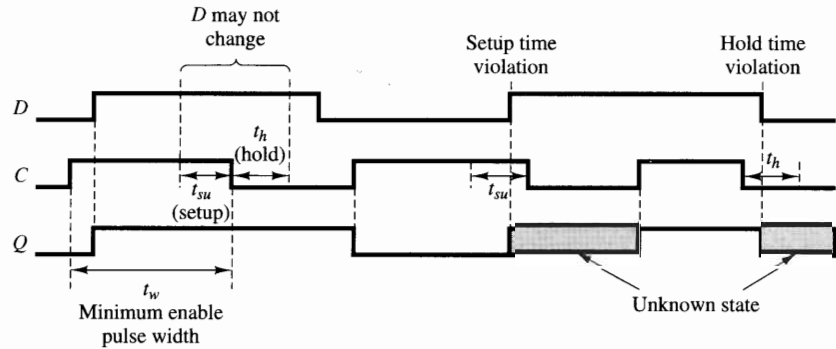 D may not
change
Setup time
violation
Hold time
violation
D
t_h
(hold)
C
t_su
(setup)
t_su
t_h
Q
t_w
Minimum enable
pulse width
Unknown state